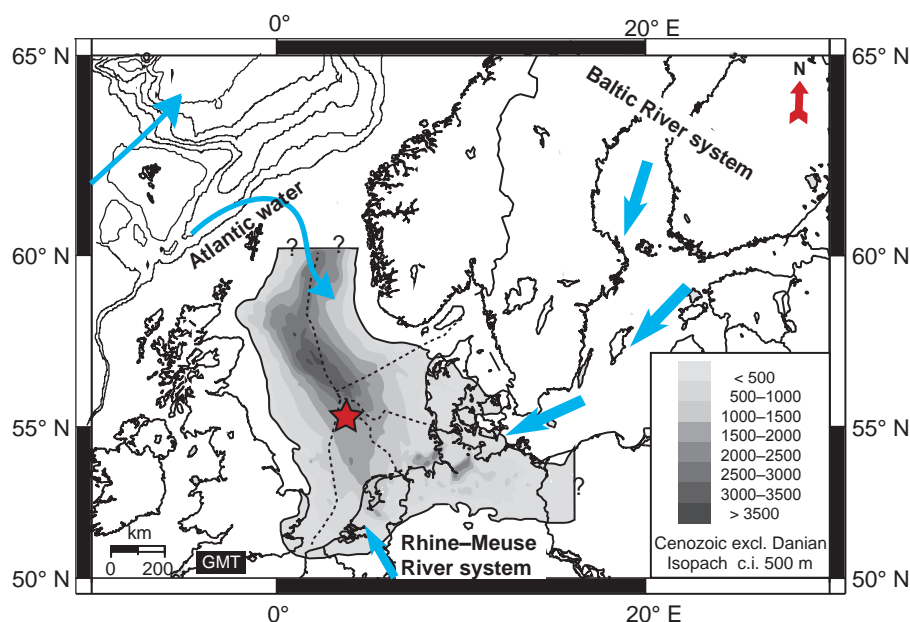 0°
20° E
65° N
65° N
N
Baltic River system
Atlantic water
?
?
60° N
60° N
< 500
500–1000
1000–1500
1500–2000
2000–2500
2500–3000
3000–3500
> 3500
Cenozoic excl. Danian
Isopach c.i. 500 m
55° N
55° N
?
km
0
200
GMT
Rhine–Meuse
River system
50° N
50° N
0°
20° E